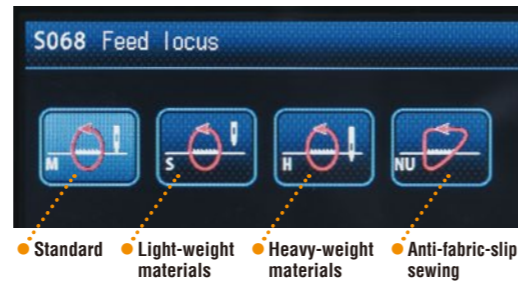 S068 Feed locus
M
S
H
NU
Standard
Light-weight
materials
Heavy-weight
materials
Anti-fabric-slip
sewing